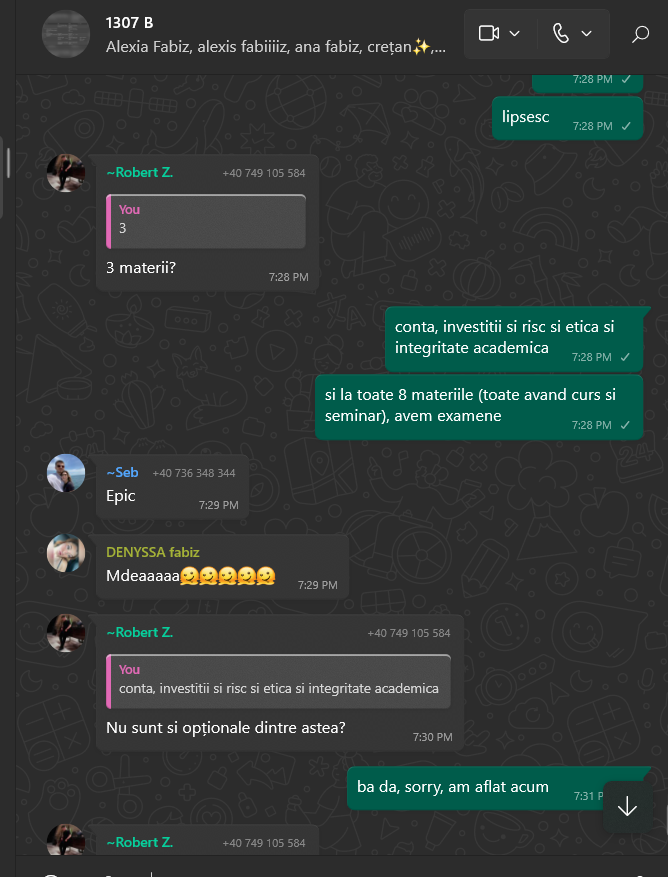 1307 B
Alexia Fabiz, alexis fabiiiiz, ana fabiz, crețan✨,...
7:28 PM
lipsesc
7:28 PM
~Robert Z.
+40 749 105 584
You
3
3 materii?
7:28 PM
conta, investitii si risc si etica si
integritate academica
7:28 PM
si la toate 8 materiile (toate avand curs si
seminar), avem examene
7:28 PM
~Seb
+40 736 348 344
Epic
7:29 PM
DENYSSA fabiz
Mdeaaaaa🥲🥲🥲🥲🥲
7:29 PM
~Robert Z.
+40 749 105 584
You
conta, investitii si risc si etica si integritate academica
Nu sunt si opționale dintre astea?
7:30 PM
ba da, sorry, am aflat acum
7:31 P
~Robert Z.
+40 749 105 584